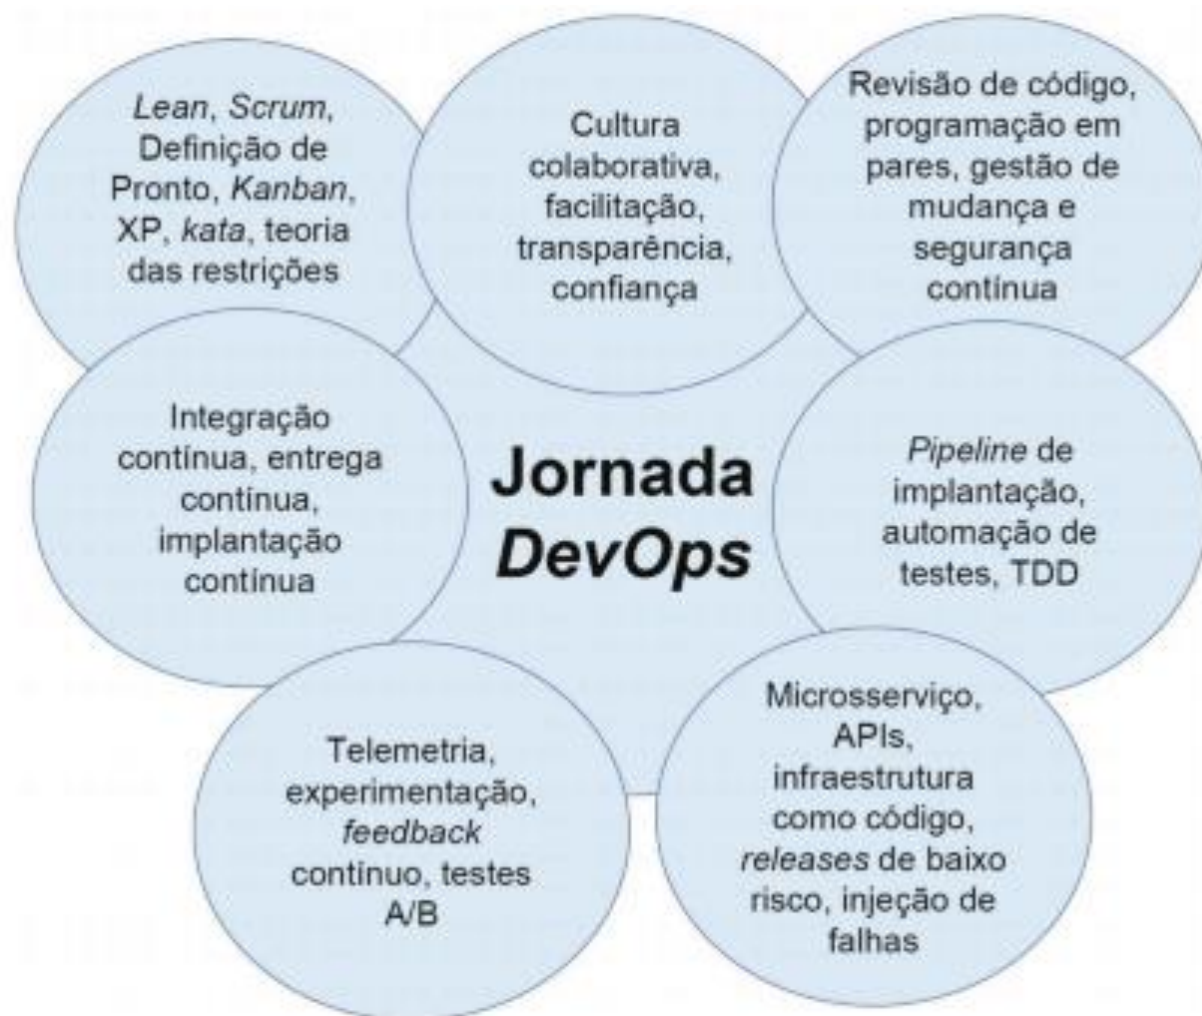 Lean, Scrum,
Definição de
Pronto, Kanban,
XP, kata, teoria
das restrições
Cultura
colaborativa,
facilitação,
transparência,
confiança
Revisão de código,
programação em
pares, gestão de
mudança e
segurança
contínua
Integração
contínua, entrega
contínua,
implantação
contínua
Jornada
DevOps
Pipeline de
implantação,
automação de
testes, TDD
Telemetria,
experimentação,
feedback
contínuo, testes
A/B
Microsserviço,
APIs,
infraestrutura
como código,
releases de baixo
risco, injeção de
falhas